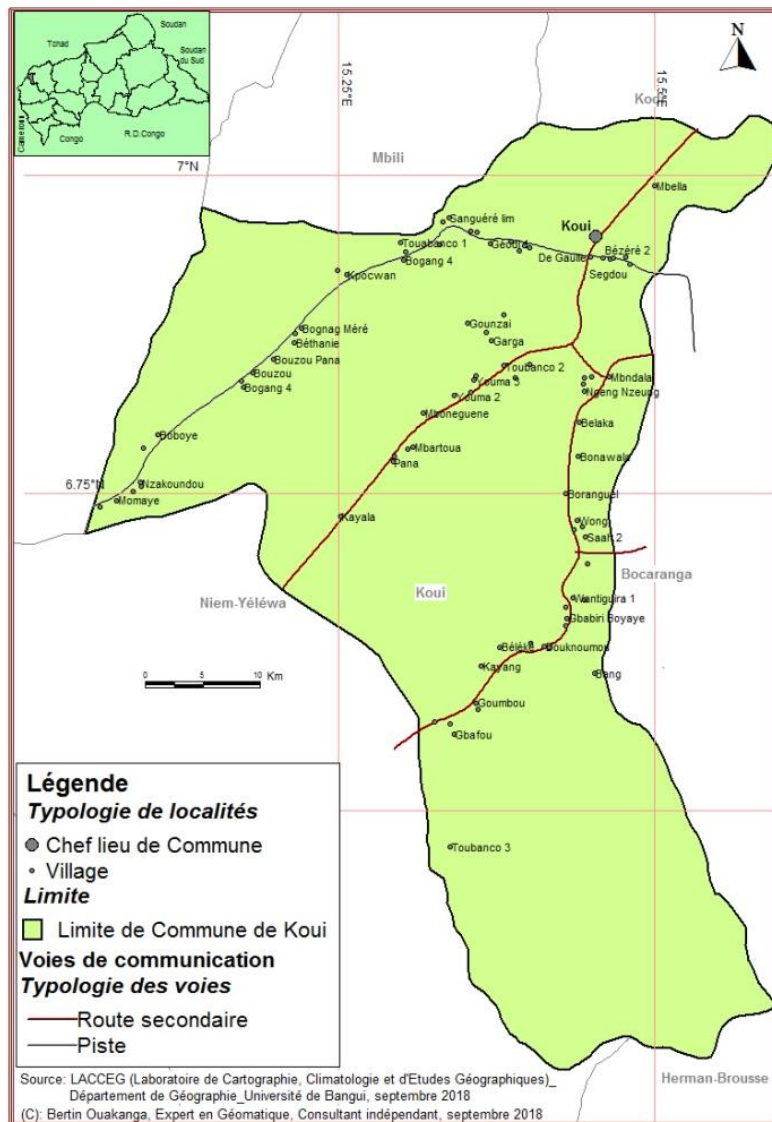 Soudan
Tchad
Soudan
du Sud
Cameroun
Congo
R.D.Congo
N
15.25°E
15.5°E
Kodi
Mbili
7°N
Mbella
Sanguéré lim
Koui
Touabanco 1
De Gaulle
Bézéré 2
Bogang 4
Segdou
Kpocwan
Gounzai
Bognag Méré
Garga
Béthanie
Bouzou Pana
Toubanco 2
Bouzou
Youma 3
Mbndala
Bogang 4
Youma 2
Ngeng Nzeung
Mboneguene
Belaka
Boboye
Mbartoua
Bonawala
Pana
6.75°N
Nzakoundou
Boranguel
Momaye
Kayala
Wong
Saah 2
Bocaranga
Niem-Yéléwa
Koui
Wantiguira 1
Gbabiri Boyaye
Béléké
Bouknoumou
Kayang
Bang
0 5 10 Km
Goumbou
Gbafou
Toubanco 3
Légende
Typologie de localités
Chef lieu de Commune
Village
Limite
Limite de Commune de Koui
Voies de communication
Typologie des voies
Route secondaire
Piste
Source: LACCEG (Laboratoire de Cartographie, Climatologie et d'Etudes Géographiques)_
Département de Géographie_Université de Bangui, septembre 2018
Herman-Brousse
(C): Bertin Ouakanga, Expert en Géomatique, Consultant indépendant, septembre 2018